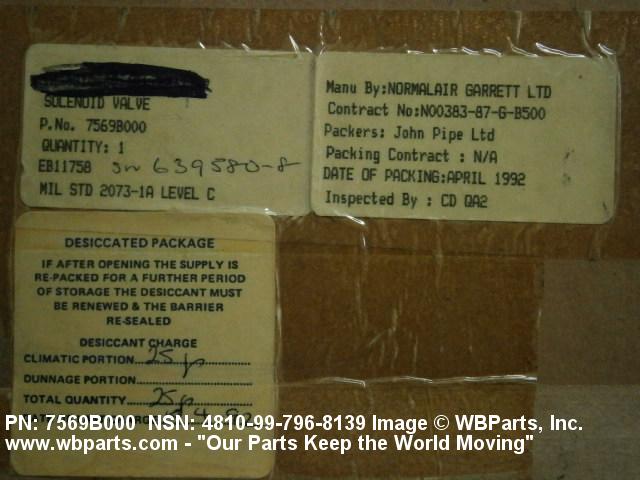 SOLENOID VALVE
P.No. 7569B000
QUANTITY: 1
EB11758 SN 639580-8
MIL STD 2073-1A LEVEL C
Manu By:NORMALAIR GARRETT LTD
Contract No:N00383-87-G-B500
Packers: John Pipe Ltd
Packing Contract : N/A
DATE OF PACKING:APRIL 1992
Inspected By : CD QA2
DESICCATED PACKAGE
IF AFTER OPENING THE SUPPLY IS
RE-PACKED FOR A FURTHER PERIOD
OF STORAGE THE DESICCANT MUST
BE RENEWED & THE BARRIER
RE-SEALED
DESICCANT CHARGE
CLIMATIC PORTION...25
DUNNAGE PORTION
TOTAL QUANTITY...25
PN: 7569B000 NSN: 4810-99-796-8139 Image © WBParts, Inc.
www.wbparts.com - "Our Parts Keep the World Moving"